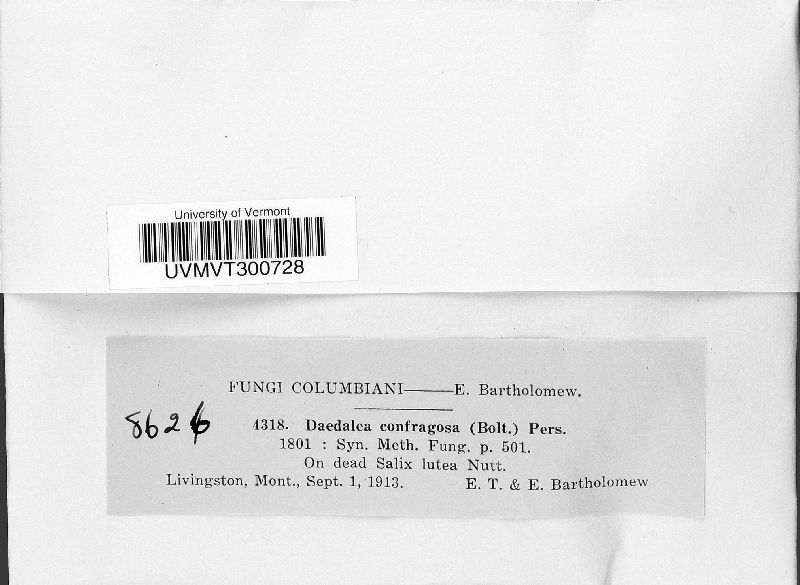 University of Vermont
UVMVT300728
FUNGI COLUMBIANI——E. Bartholomew.
4318. Daedalea confragosa (Bolt.) Pers.
1801 : Syn. Meth. Fung. p. 501.
On dead Salix lutea Nutt.
Livingston, Mont., Sept. 1, 1913. E. T. & E. Bartholomew